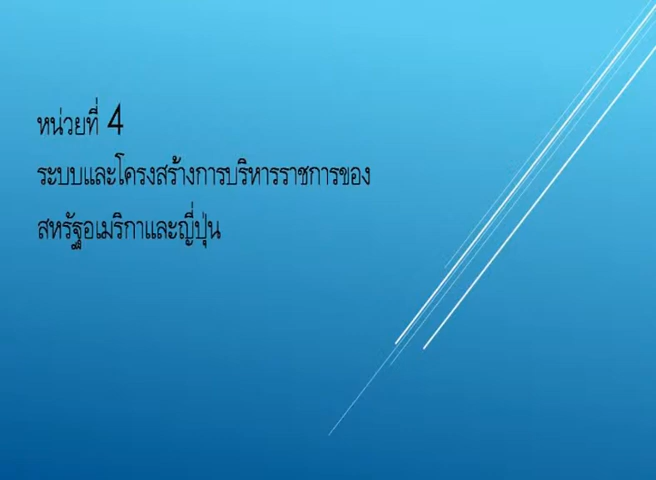 หน่วยที่ 4
ระบบและโครงสร้างการบริหารราชการของ
สหรัฐอเมริกาและญี่ปุ่น